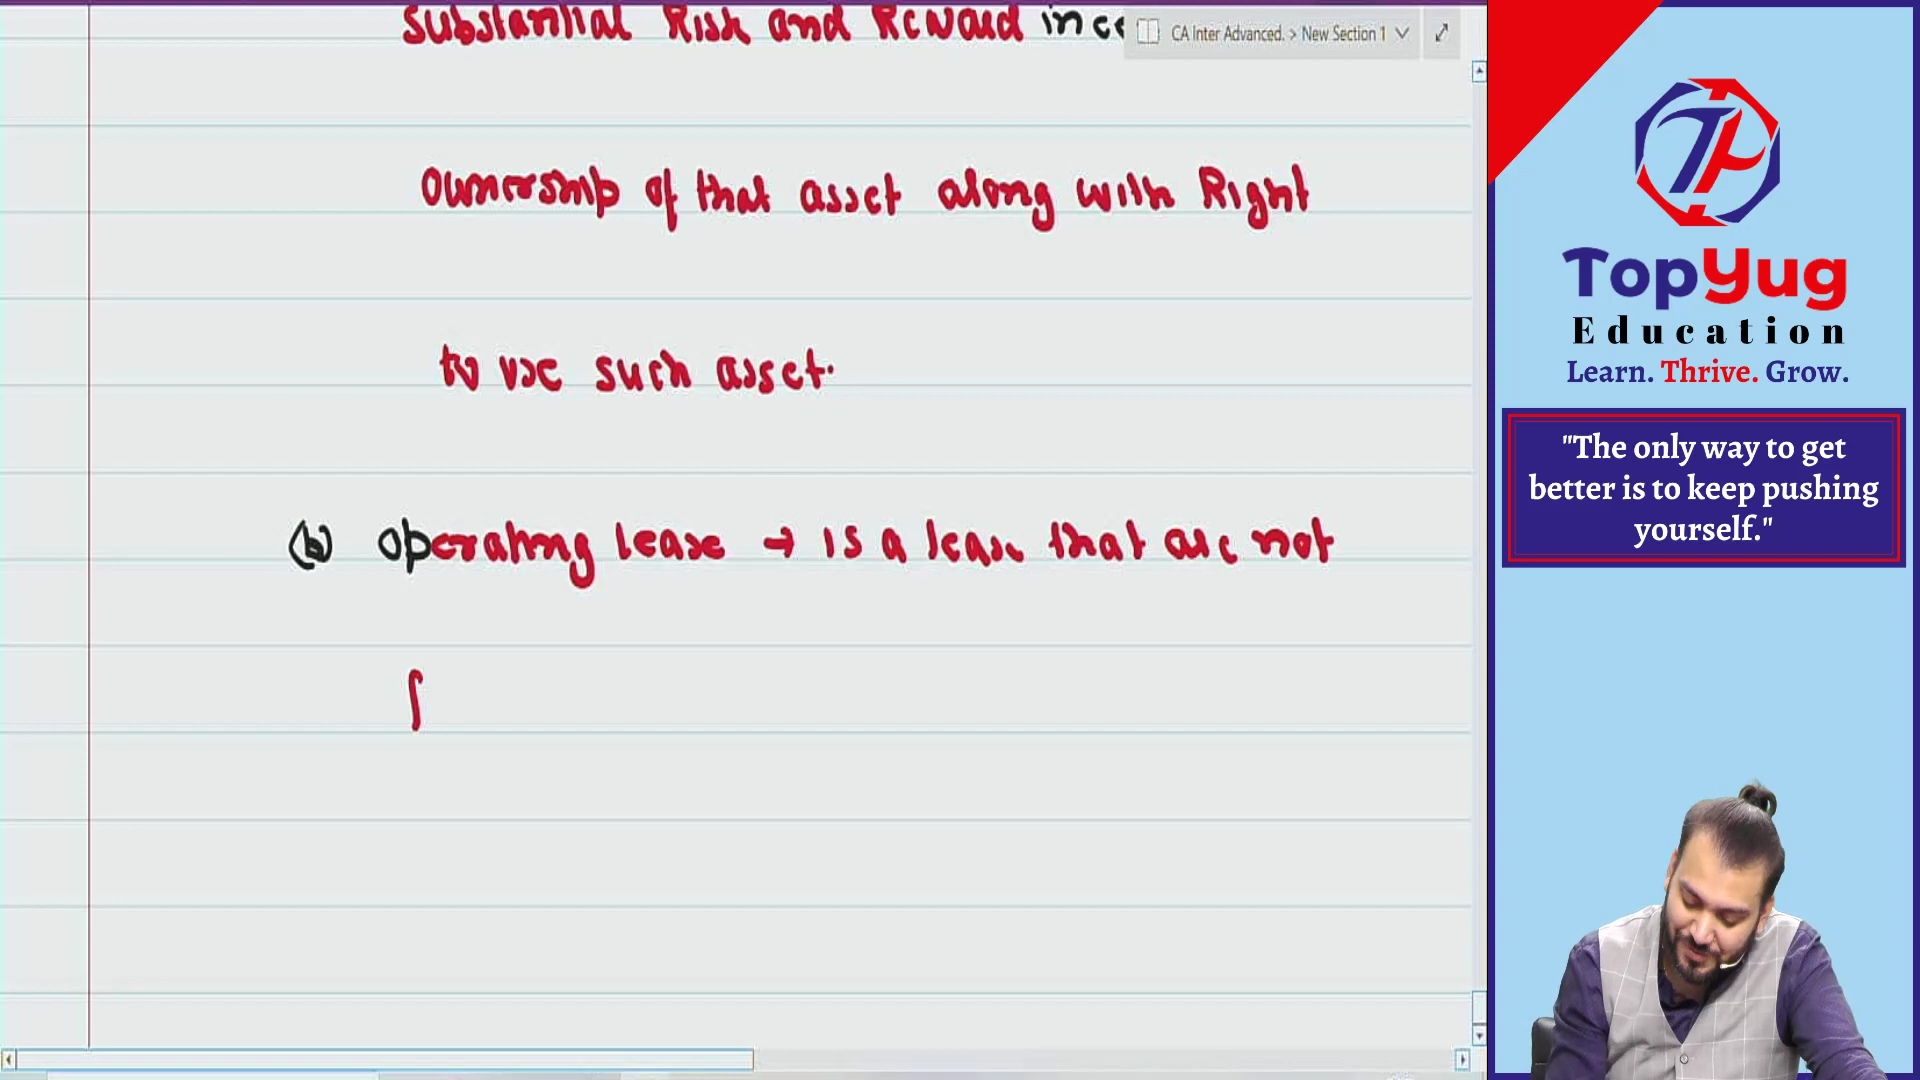 Substantial Risk and Reward
CA Inter Advanced. > New Section 1
ownership of that asset along with Right
to use such asset.
(b) operating lease → is a lease that are not
TopYug
Education
Learn. Thrive. Grow.
"The only way to get
better is to keep pushing
yourself."